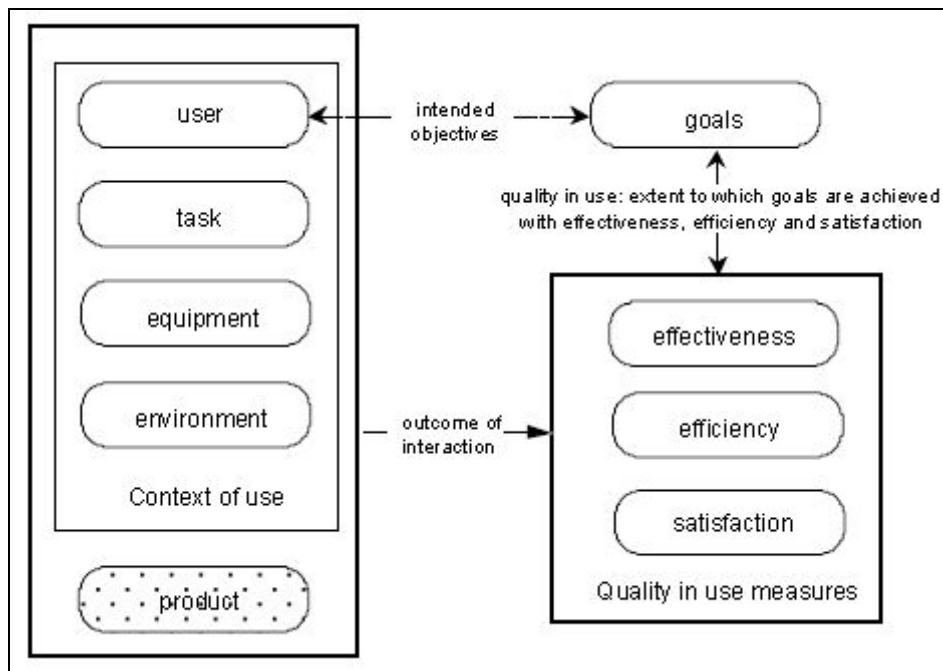 user
task
equipment
environment
Context of use
product
intended
objectives
goals
quality in use: extent to which goals are achieved
with effectiveness, efficiency and satisfaction
outcome of
interaction
effectiveness
efficiency
satisfaction
Quality in use measures